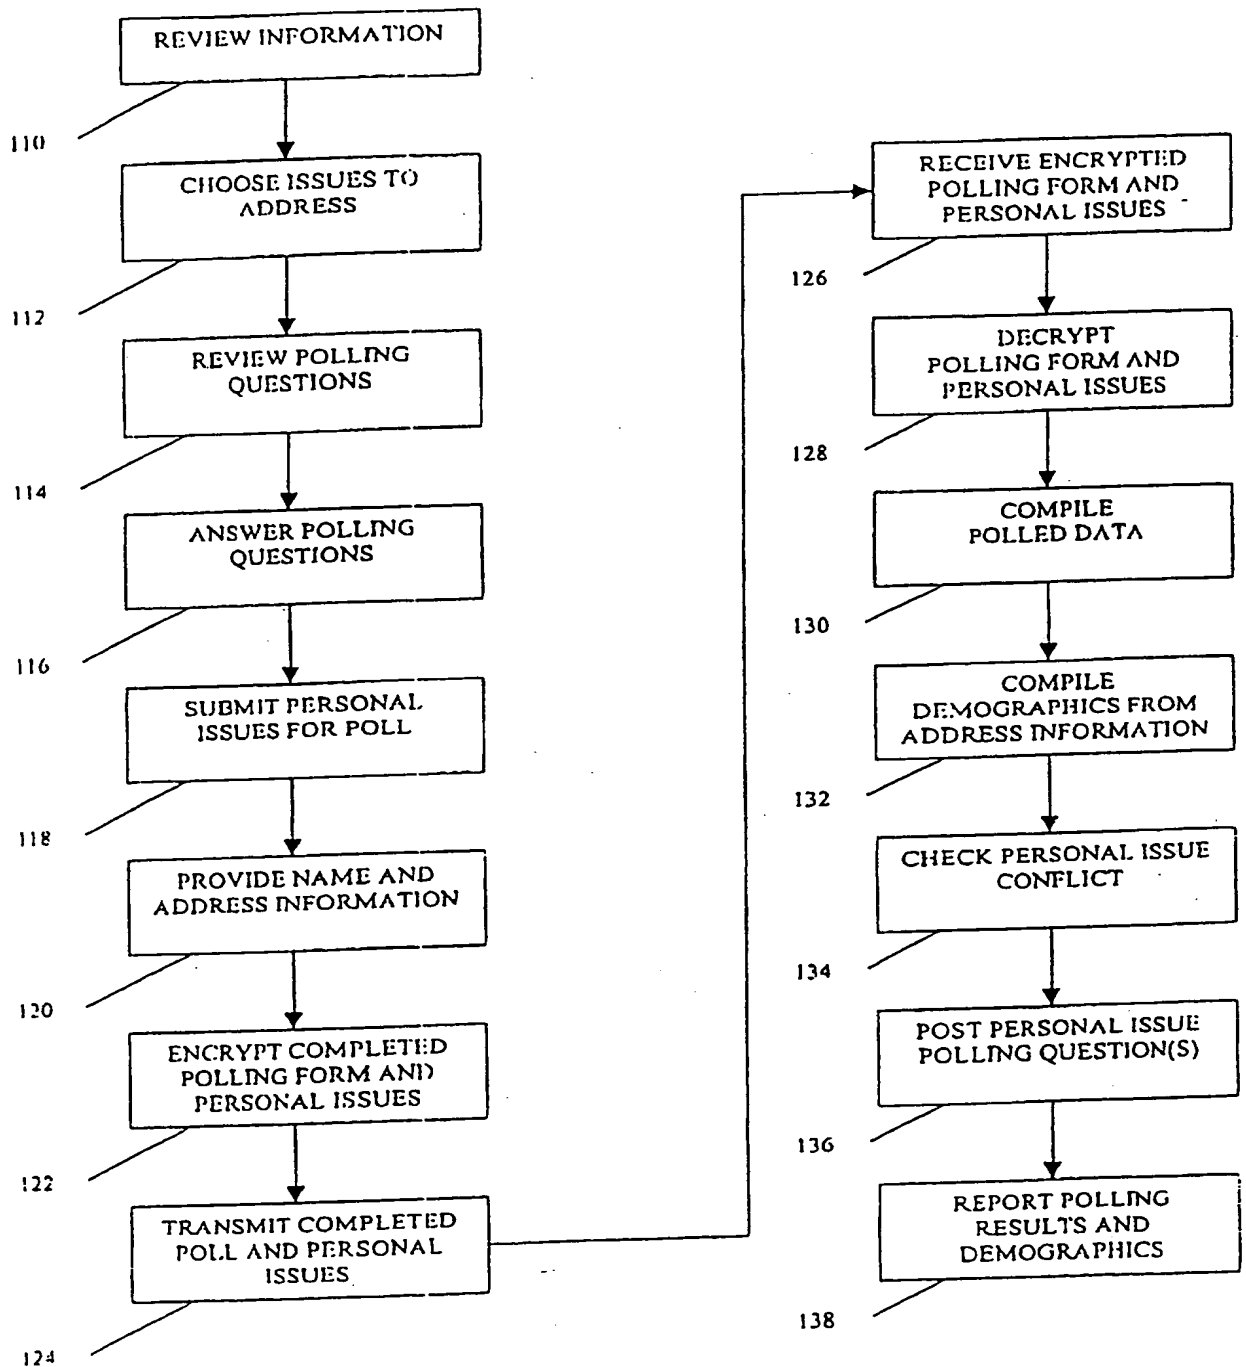 REVIEW INFORMATION
110
CHOOSE ISSUES TO
ADDRESS
112
REVIEW POLLING
QUESTIONS
114
ANSWER POLLING
QUESTIONS
116
SUBMIT PERSONAL
ISSUES FOR POLL
118
PROVIDE NAME AND
ADDRESS INFORMATION
120
ENCRYPT COMPLETED
POLLING FORM AND
PERSONAL ISSUES
122
TRANSMIT COMPLETED
POLL AND PERSONAL
ISSUES
124
RECEIVE ENCRYPTED
POLLING FORM AND
PERSONAL ISSUES
126
DECRYPT
POLLING FORM AND
PERSONAL ISSUES
128
COMPILE
POLLED DATA
130
COMPILE
DEMOGRAPHICS FROM
ADDRESS INFORMATION
132
CHECK PERSONAL ISSUE
CONFLICT
134
POST PERSONAL ISSUE
POLLING QUESTION(S)
136
REPORT POLLING
RESULTS AND
DEMOGRAPHICS
138